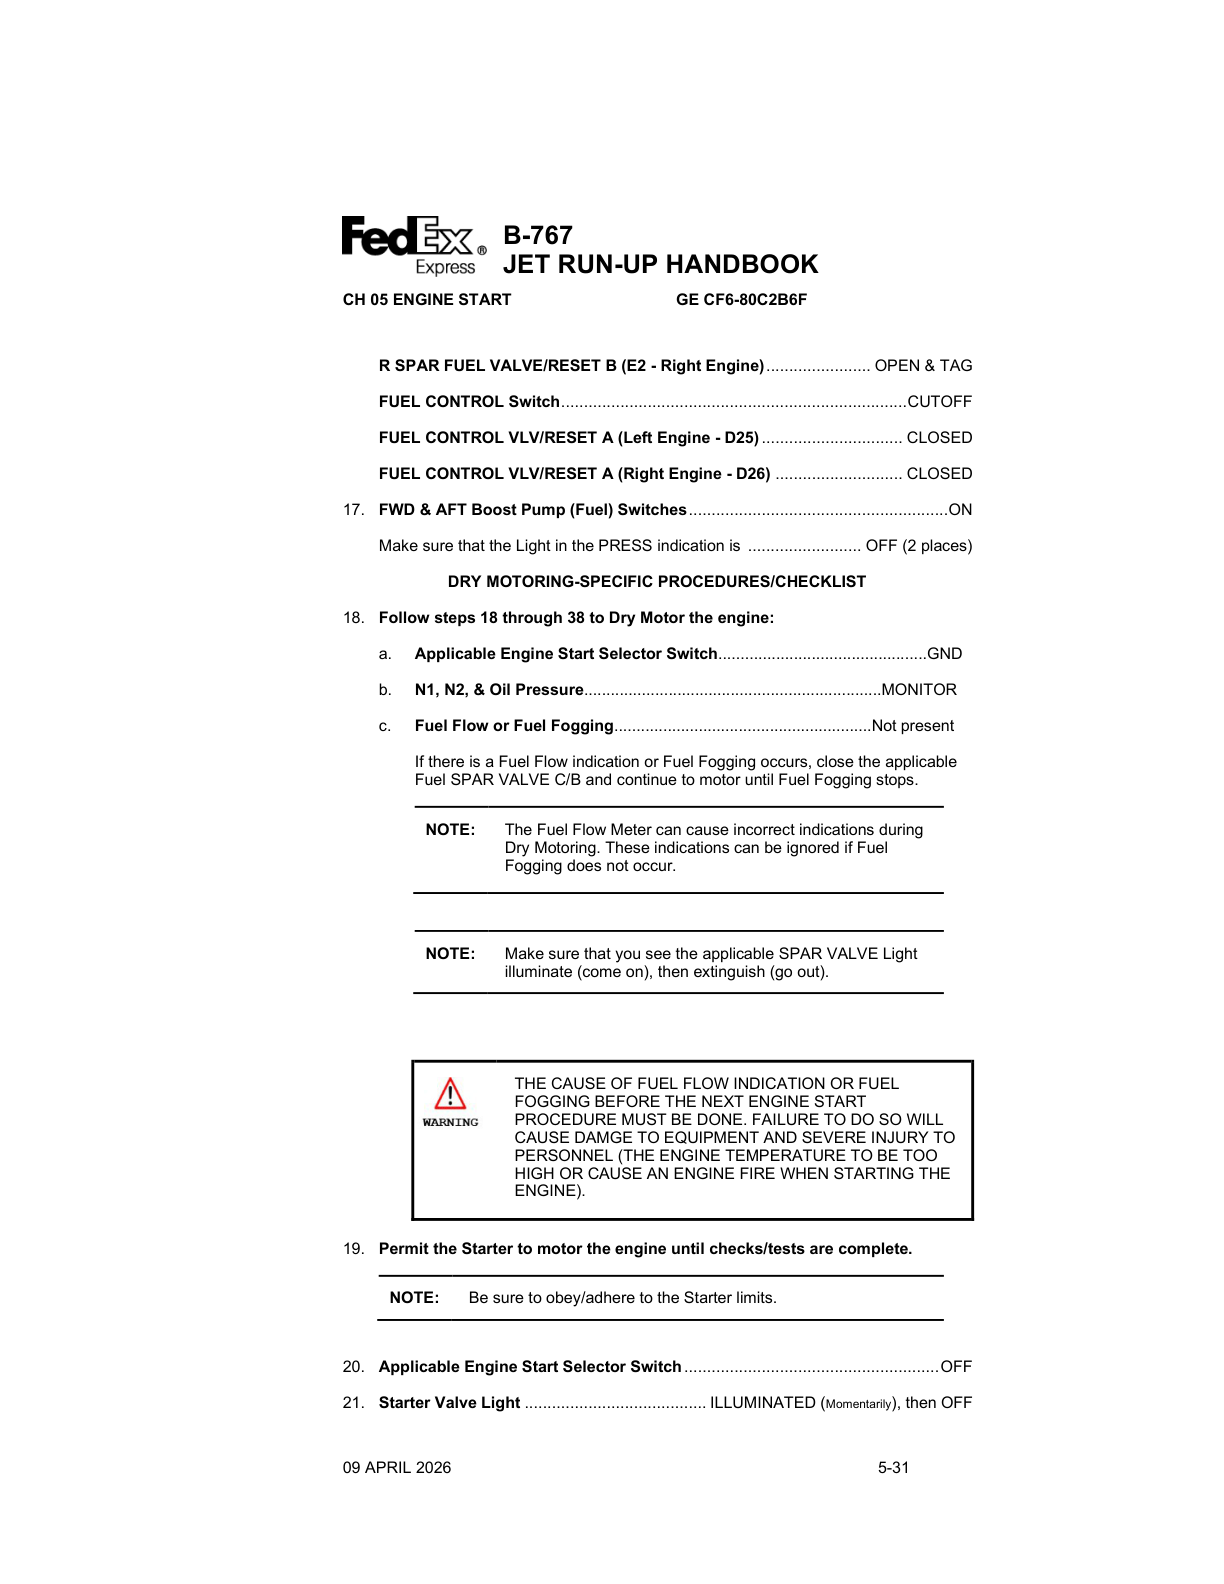 FedEx® B-767
Express JET RUN-UP HANDBOOK
CH 05 ENGINE START GE CF6-80C2B6F
R SPAR FUEL VALVE/RESET B (E2 - Right Engine)....................... OPEN & TAG
FUEL CONTROL Switch............................................................................CUTOFF
FUEL CONTROL VLV/RESET A (Left Engine - D25)............................... CLOSED
FUEL CONTROL VLV/RESET A (Right Engine - D26) ............................ CLOSED
17. FWD & AFT Boost Pump (Fuel) Switches.........................................................ON
Make sure that the Light in the PRESS indication is ......................... OFF (2 places)
DRY MOTORING-SPECIFIC PROCEDURES/CHECKLIST
18. Follow steps 18 through 38 to Dry Motor the engine:
a. Applicable Engine Start Selector Switch...............................................GND
b. N1, N2, & Oil Pressure...................................................................MONITOR
c. Fuel Flow or Fuel Fogging..........................................................Not present
If there is a Fuel Flow indication or Fuel Fogging occurs, close the applicable
Fuel SPAR VALVE C/B and continue to motor until Fuel Fogging stops.
NOTE: The Fuel Flow Meter can cause incorrect indications during
Dry Motoring. These indications can be ignored if Fuel
Fogging does not occur.
NOTE: Make sure that you see the applicable SPAR VALVE Light
illuminate (come on), then extinguish (go out).
THE CAUSE OF FUEL FLOW INDICATION OR FUEL
FOGGING BEFORE THE NEXT ENGINE START
WARNING PROCEDURE MUST BE DONE. FAILURE TO DO SO WILL
CAUSE DAMGE TO EQUIPMENT AND SEVERE INJURY TO
PERSONNEL (THE ENGINE TEMPERATURE TO BE TOO
HIGH OR CAUSE AN ENGINE FIRE WHEN STARTING THE
ENGINE).
19. Permit the Starter to motor the engine until checks/tests are complete.
NOTE: Be sure to obey/adhere to the Starter limits.
20. Applicable Engine Start Selector Switch........................................................OFF
21. Starter Valve Light ........................................ ILLUMINATED (Momentarily), then OFF
09 APRIL 2026 5-31